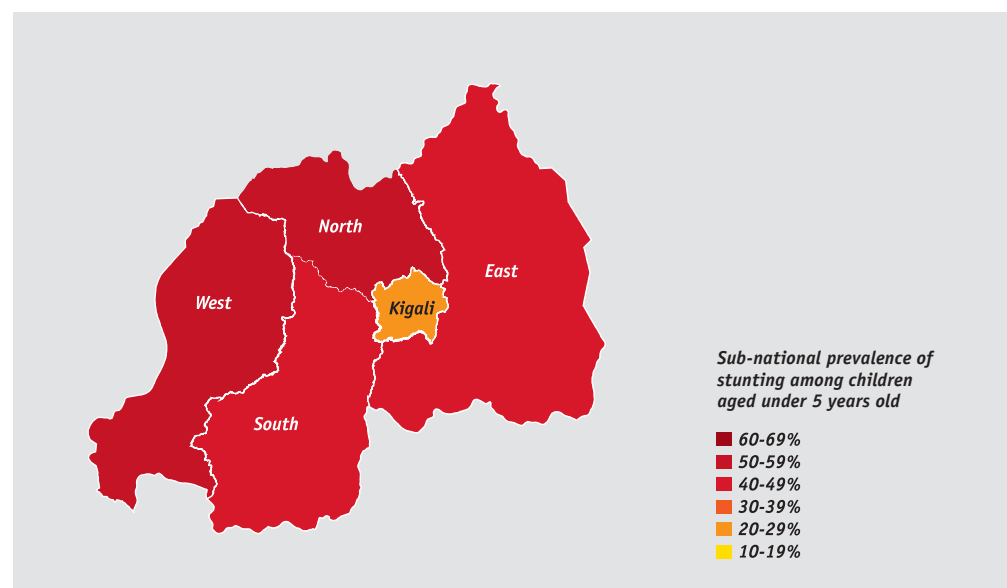 North
East
West
Kigali
South
Sub-national prevalence of
stunting among children
aged under 5 years old
60-69%
50-59%
40-49%
30-39%
20-29%
10-19%